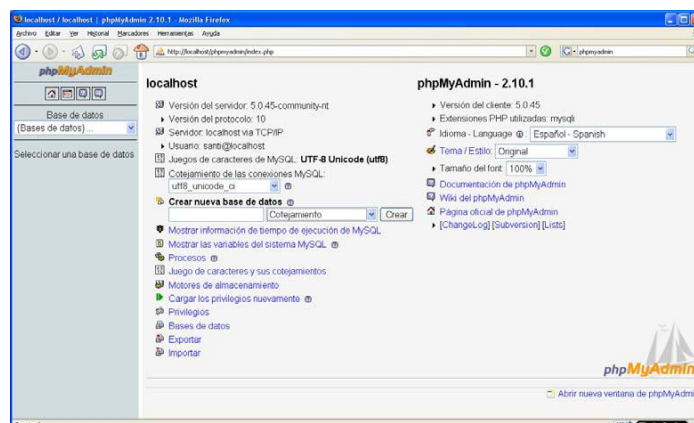 localhost / localhost | phpMyAdmin 2.10.1 - Mozilla Firefox
Archivo Editar Ver Historial Marcadores Herramientas Ayuda
http://localhost/phpmyadmin/index.php
phpmyadmin
phpMyAdmin
Base de datos
(Bases de datos) ...
Seleccionar una base de datos
localhost
Versión del servidor: 5.0.45-community-nt
Versión del protocolo: 10
Servidor: localhost via TCP/IP
Usuario: santi@localhost
Juegos de caracteres de MySQL: UTF-8 Unicode (utf8)
Cotejamiento de las conexiones MySQL:
utf8_unicode_ci
Crear nueva base de datos
Cotejamiento Crear
Mostrar información de tiempo de ejecución de MySQL
Mostrar las variables del sistema MySQL
Procesos
Juego de caracteres y sus cotejamientos
Motores de almacenamiento
Cargar los privilegios nuevamente
Privilegios
Bases de datos
Exportar
Importar
phpMyAdmin - 2.10.1
Versión del cliente: 5.0.45
Extensiones PHP utilizadas: mysqli
Idioma - Language : Español - Spanish
Tema / Estilo: Original
Tamaño del font: 100%
Documentación de phpMyAdmin
Wiki del phpMyAdmin
Página oficial de phpMyAdmin
[ChangeLog] [Subversion] [Lists]
phpMyAdmin
Abrir nueva ventana de phpMyAdmi